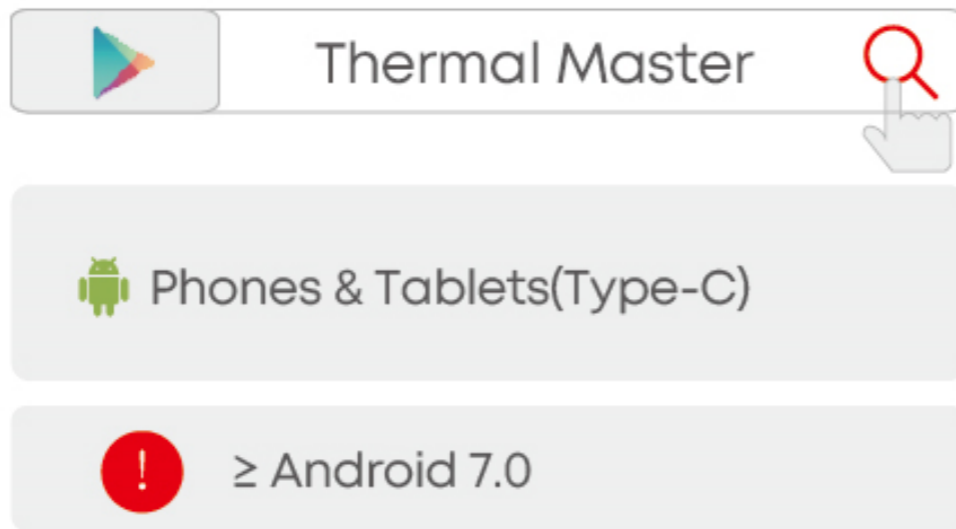 Thermal Master
Phones & Tablets(Type-C)
! ≥ Android 7.0